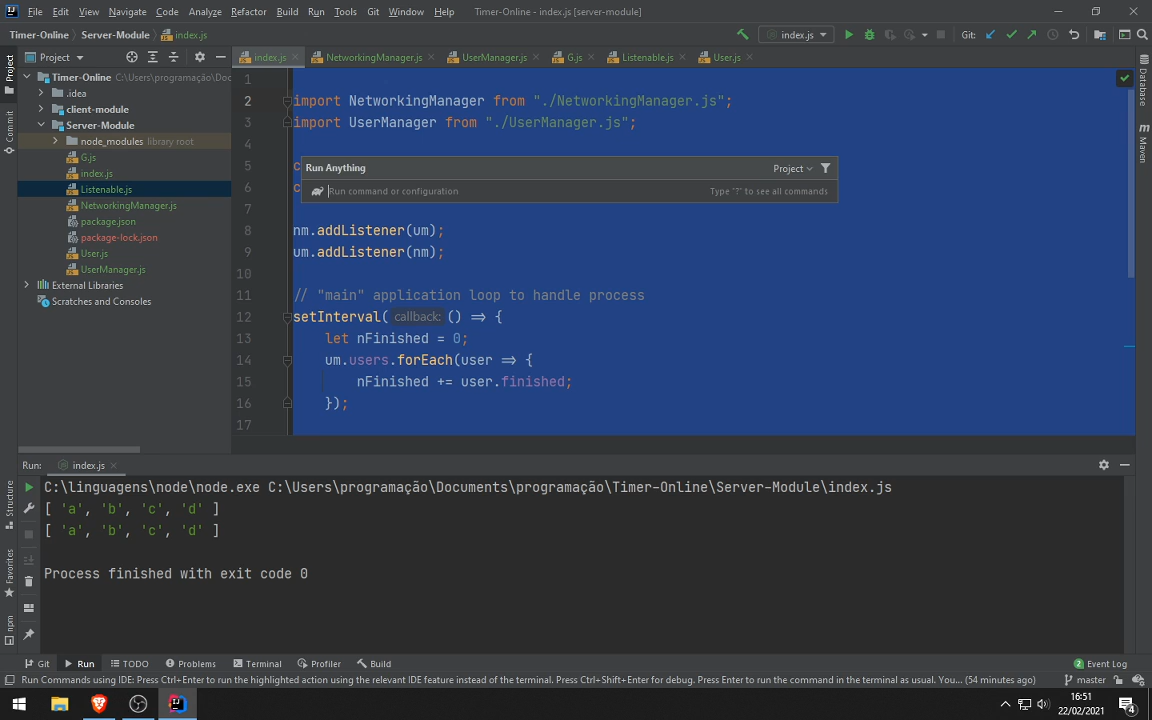 File Edit View Navigate Code Analyze Refactor Build Run Tools Git Window Help Timer-Online - index.js [server-module]
Timer-Online Server-Module index.js index.js Git:
Project index.js NetworkingManager.js UserManager.js G.js Listenable.js User.js
Timer-Online C:\Users\programação\Doc
.idea
client-module
Server-Module
node_modules library root
G.js
index.js
Listenable.js
NetworkingManager.js
package.json
package-lock.json
User.js
UserManager.js
External Libraries
Scratches and Consoles
Project
Commit
Structure
Favorites
npm
1
2 import NetworkingManager from "./NetworkingManager.js";
3 import UserManager from "./UserManager.js";
4
5 c
6 c
Run Anything Project
Run command or configuration Type '?' to see all commands
7
8 nm.addListener(um);
9 um.addListener(nm);
10
11 // "main" application loop to handle process
12 setInterval( callback: () => {
13 let nFinished = 0;
14 um.users.forEach(user => {
15 nFinished += user.finished;
16 });
17
Database
Maven
Run: index.js
C:\linguagens\node\node.exe C:\Users\programação\Documents\programação\Timer-Online\Server-Module\index.js
[ 'a', 'b', 'c', 'd' ]
[ 'a', 'b', 'c', 'd' ]
Process finished with exit code 0
Git Run TODO Problems Terminal Profiler Build 2 Event Log
Run Commands using IDE: Press Ctrl+Enter to run the highlighted action using the relevant IDE feature instead of the terminal. Press Ctrl+Shift+Enter for debug. Press Enter to run the command in the terminal as usual. You... (54 minutes ago) master
16:51
22/02/2021
4